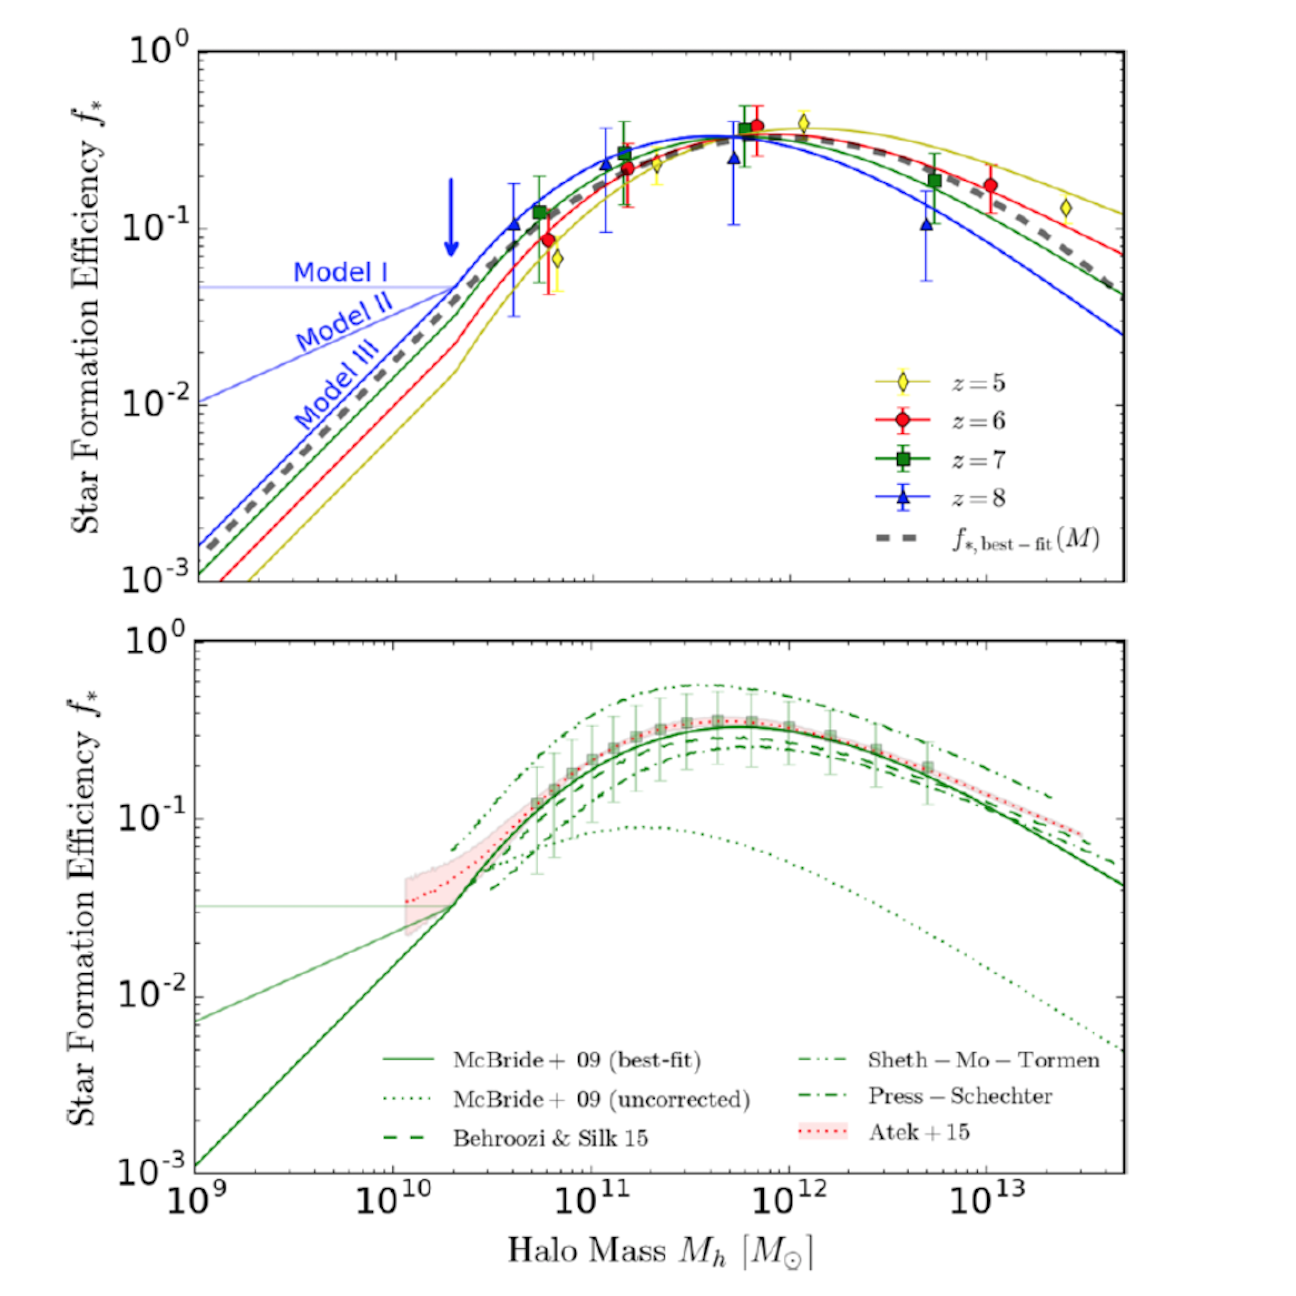 10^0
Star Formation Efficiency f_*
10^-1
Model I
Model II
Model III
10^-2
z = 5
z = 6
z = 7
z = 8
f_*,best−fit(M)
10^-3
10^0
Star Formation Efficiency f_*
10^-1
10^-2
McBride+ 09 (best-fit)
McBride+ 09 (uncorrected)
Behroozi & Silk 15
Sheth − Mo − Tormen
Press − Schechter
Atek + 15
10^-3
10^9 10^10 10^11 10^12 10^13
Halo Mass M_h [M_⊙]